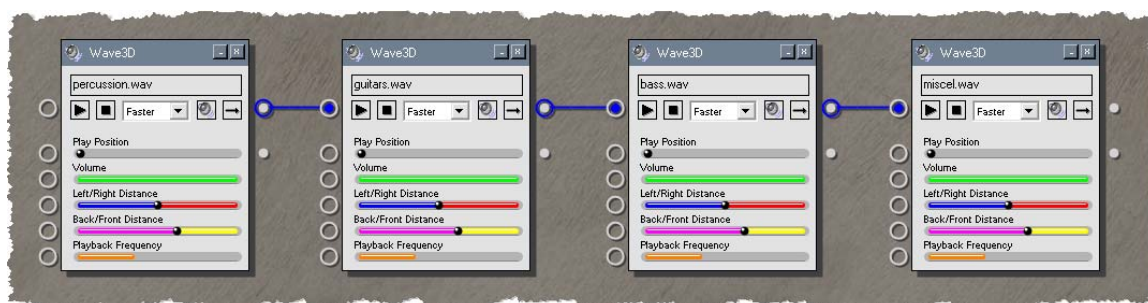 Wave3D
percussion.wav
Faster
Play Position
Volume
Left/Right Distance
Back/Front Distance
Playback Frequency
Wave3D
guitars.wav
Faster
Play Position
Volume
Left/Right Distance
Back/Front Distance
Playback Frequency
Wave3D
bass.wav
Faster
Play Position
Volume
Left/Right Distance
Back/Front Distance
Playback Frequency
Wave3D
miscel.wav
Faster
Play Position
Volume
Left/Right Distance
Back/Front Distance
Playback Frequency